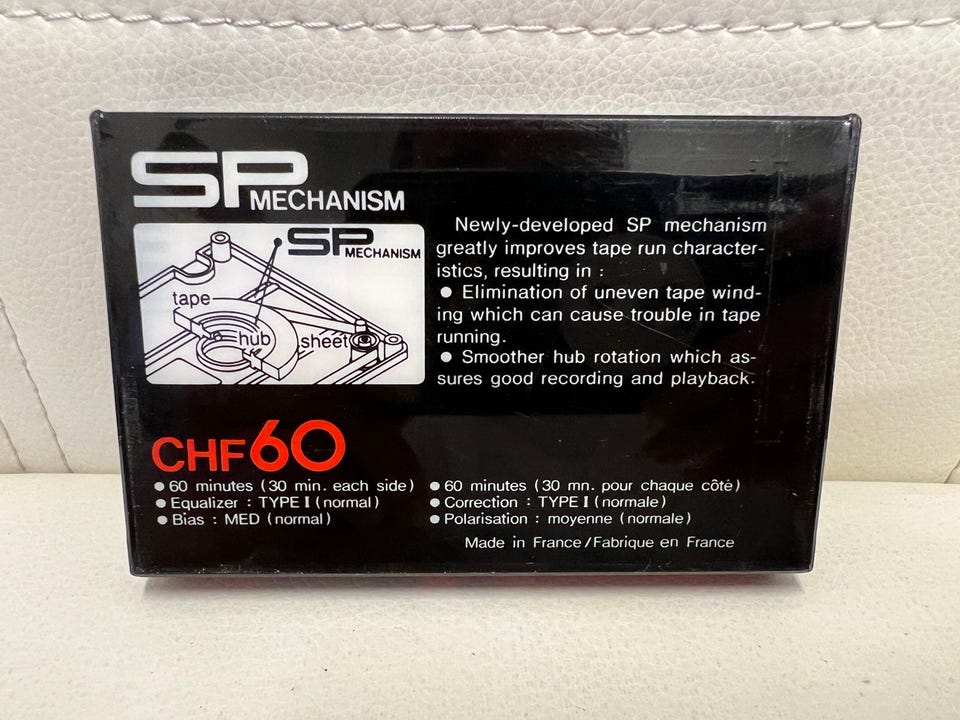 SP MECHANISM
SP MECHANISM
tape
hub
sheet
Newly-developed SP mechanism
greatly improves tape run character-
istics, resulting in :
● Elimination of uneven tape wind-
ing which can cause trouble in tape
running.
● Smoother hub rotation which as-
sures good recording and playback.
CHF60
● 60 minutes (30 min. each side)
● Equalizer : TYPE I (normal)
● Bias : MED (normal)
● 60 minutes (30 mn. pour chaque côté)
● Correction : TYPE I (normale)
● Polarisation : moyenne (normale)
Made in France/Fabrique en France